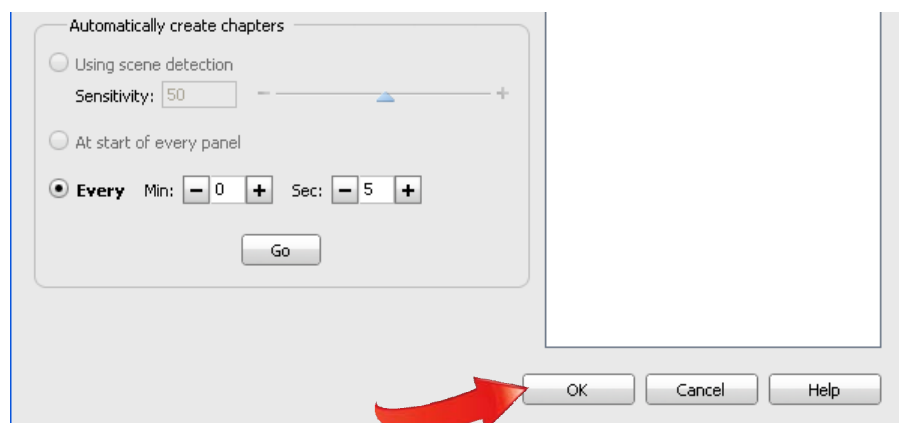 Automatically create chapters
Using scene detection
Sensitivity: 50 - +
At start of every panel
Every Min: - 0 + Sec: - 5 +
Go
OK Cancel Help